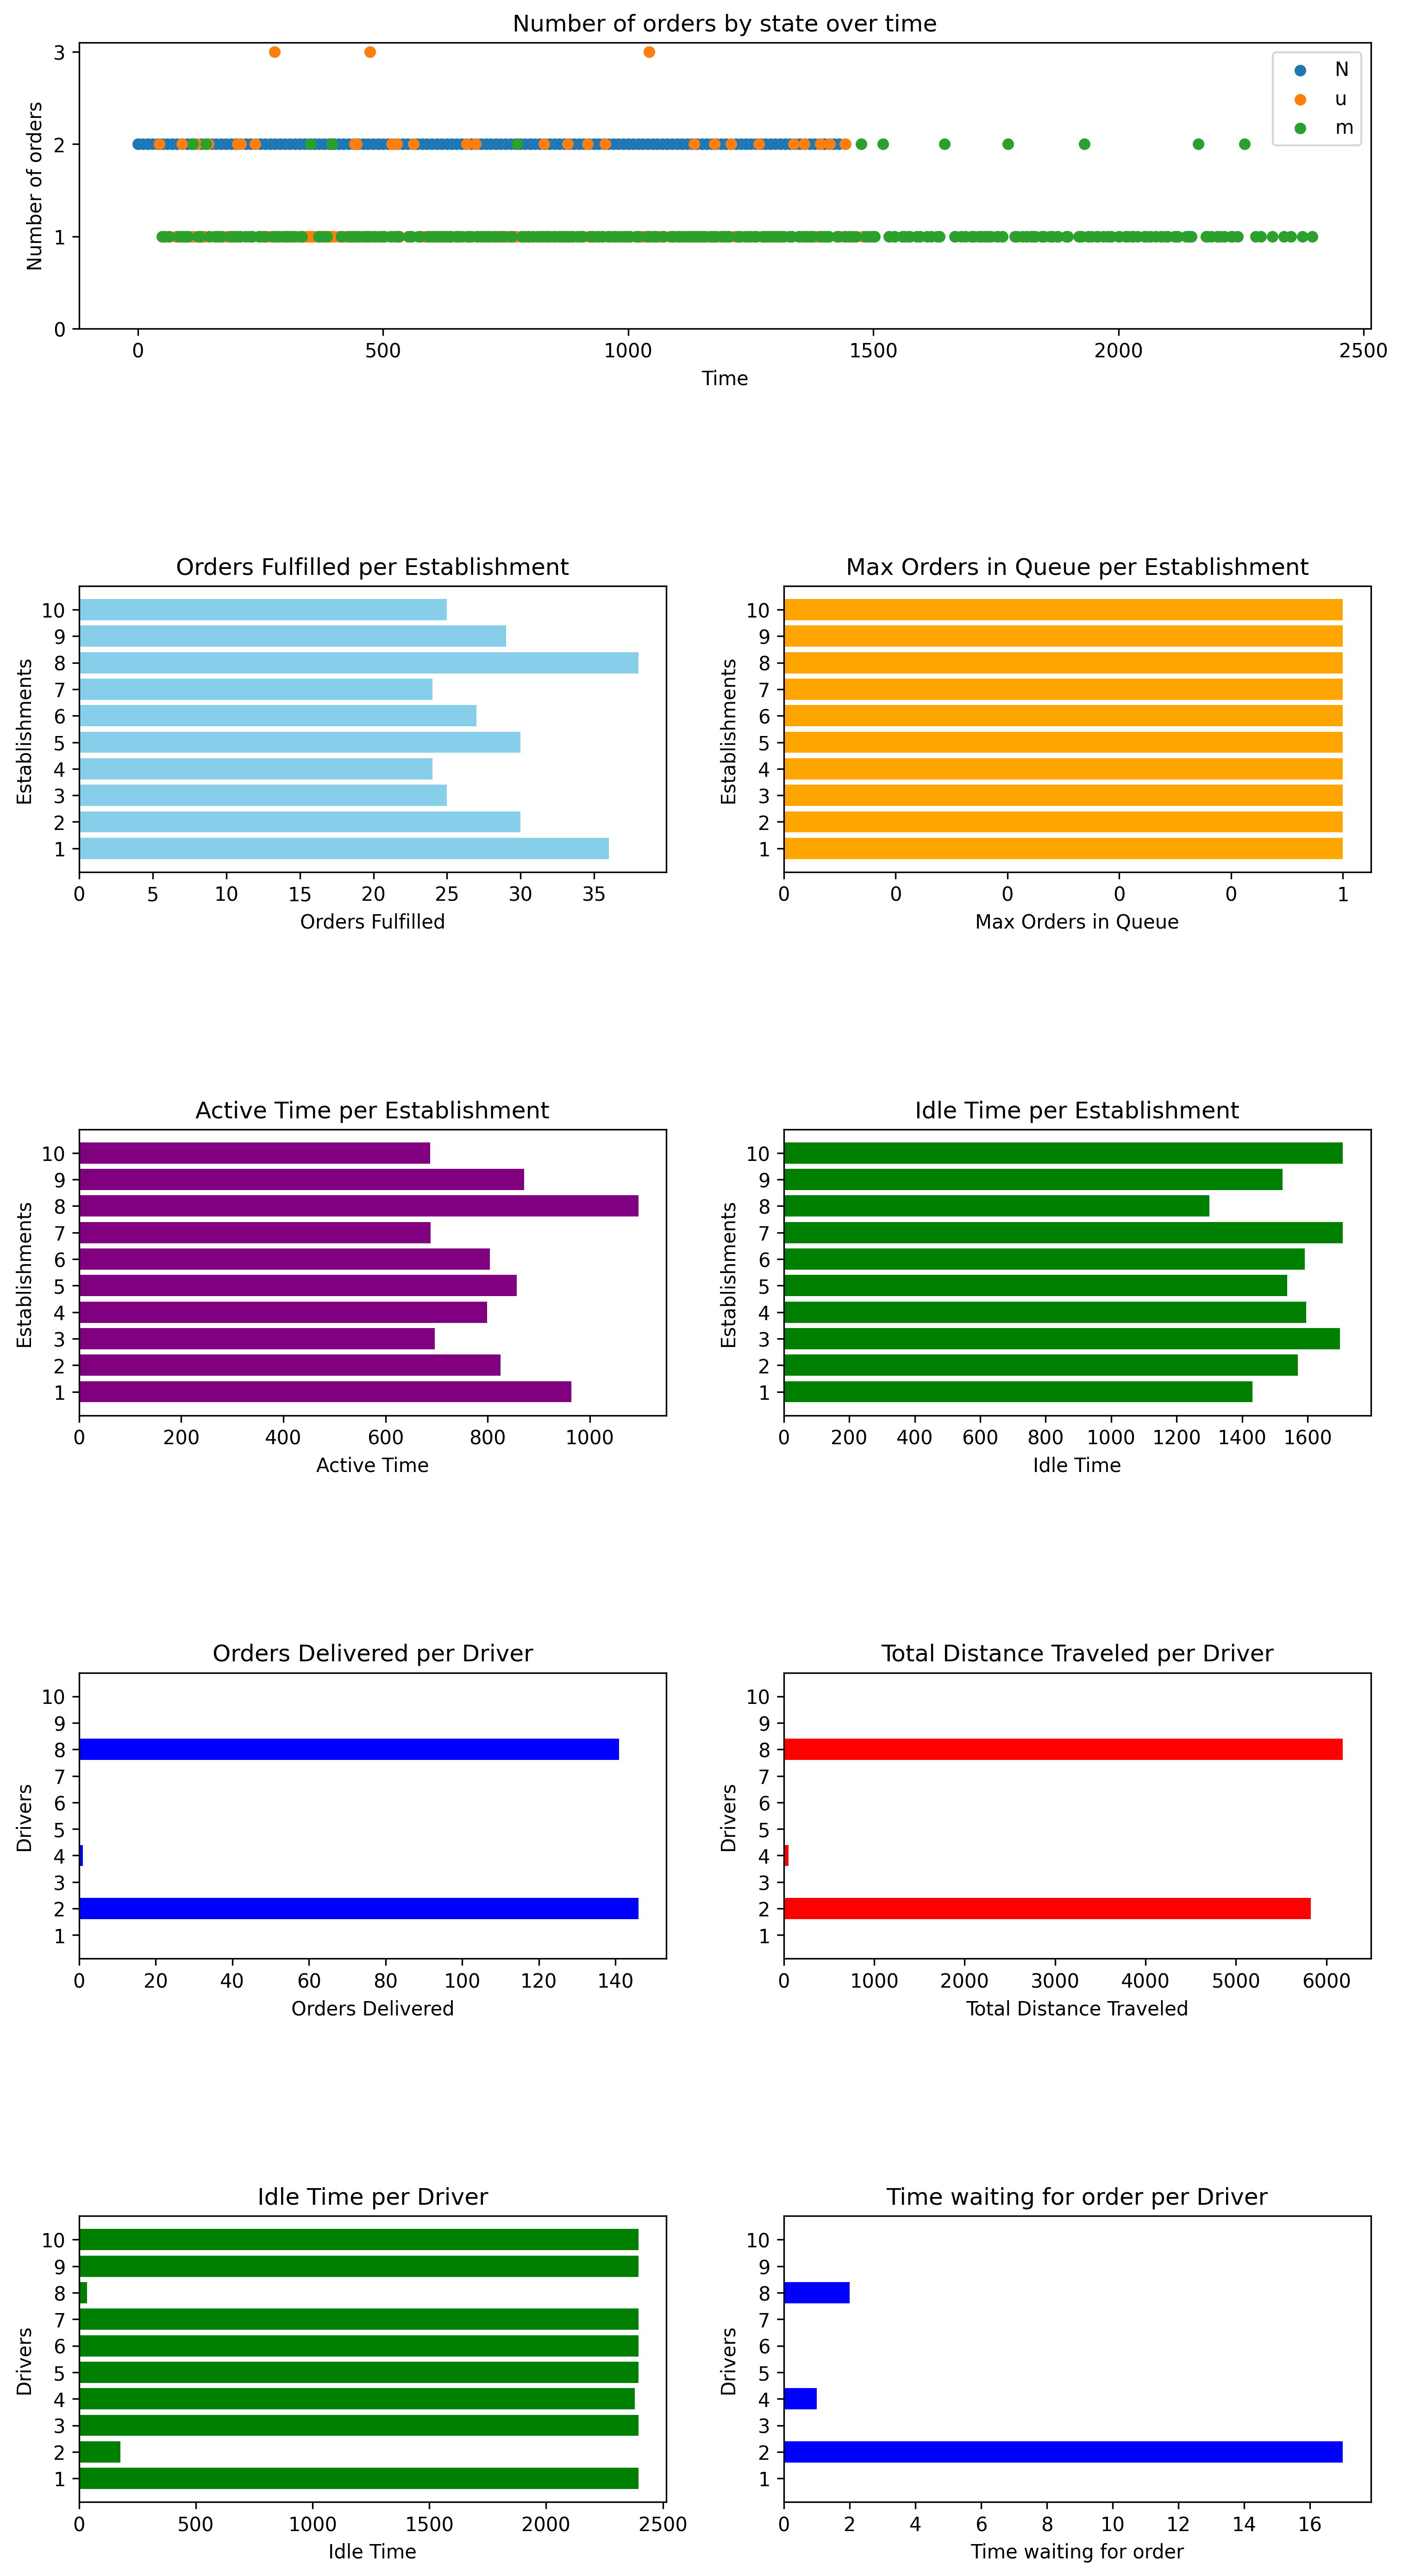 Number of orders by state over time
Number of orders
3
2
1
0
N
u
m
0 500 1000 1500 2000 2500
Time
Orders Fulfilled per Establishment
Establishments
10
9
8
7
6
5
4
3
2
1
0 5 10 15 20 25 30 35
Orders Fulfilled
Max Orders in Queue per Establishment
Establishments
10
9
8
7
6
5
4
3
2
1
0 0 0 0 0 1
Max Orders in Queue
Active Time per Establishment
Establishments
10
9
8
7
6
5
4
3
2
1
0 200 400 600 800 1000
Active Time
Idle Time per Establishment
Establishments
10
9
8
7
6
5
4
3
2
1
0 200 400 600 800 1000 1200 1400 1600
Idle Time
Orders Delivered per Driver
Drivers
10
9
8
7
6
5
4
3
2
1
0 20 40 60 80 100 120 140
Orders Delivered
Total Distance Traveled per Driver
Drivers
10
9
8
7
6
5
4
3
2
1
0 1000 2000 3000 4000 5000 6000
Total Distance Traveled
Idle Time per Driver
Drivers
10
9
8
7
6
5
4
3
2
1
0 500 1000 1500 2000 2500
Idle Time
Time waiting for order per Driver
Drivers
10
9
8
7
6
5
4
3
2
1
0 2 4 6 8 10 12 14 16
Time waiting for order